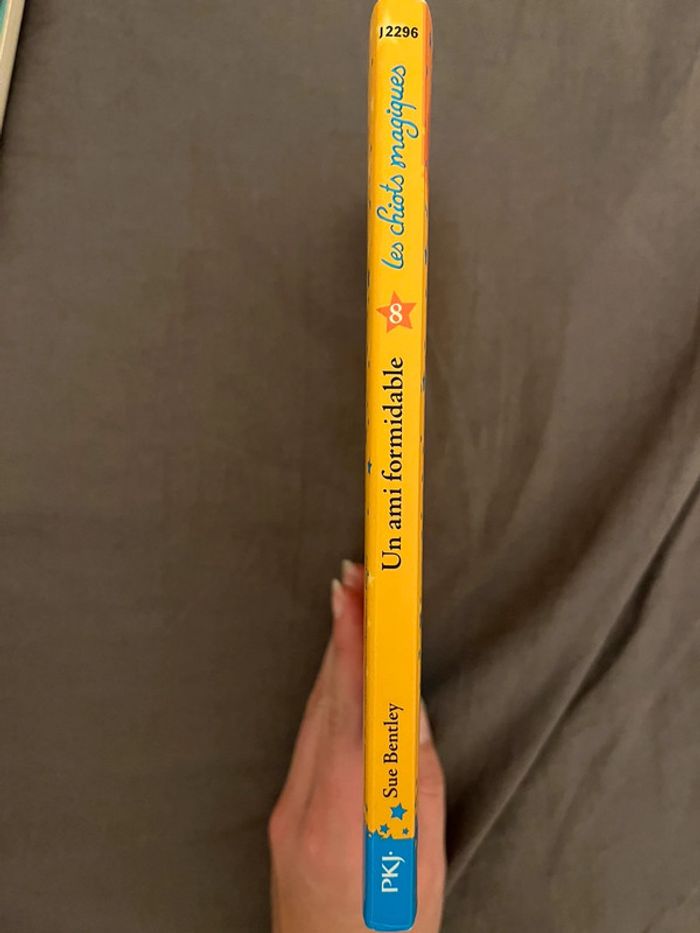 J2296
les chiots magiques
8
Un ami formidable
Sue Bentley
PKJ.